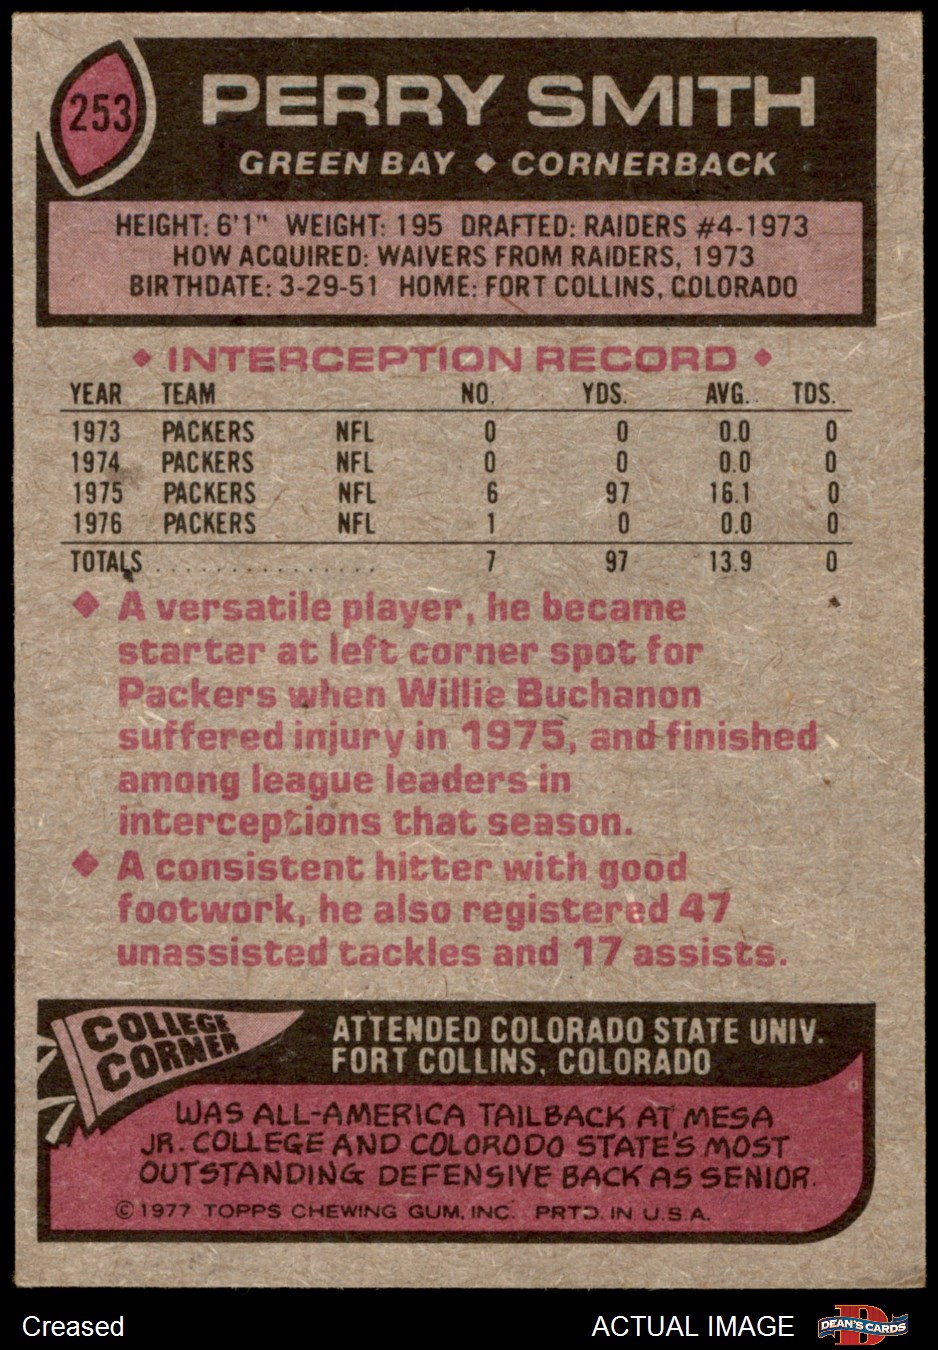 253
PERRY SMITH
GREEN BAY ◆ CORNERBACK
HEIGHT: 6'1" WEIGHT: 195 DRAFTED: RAIDERS #4-1973
HOW ACQUIRED: WAIVERS FROM RAIDERS, 1973
BIRTHDATE: 3-29-51 HOME: FORT COLLINS, COLORADO
◆ INTERCEPTION RECORD ◆
YEAR TEAM NO. YDS. AVG. TDS.
1973 PACKERS NFL 0 0 0.0 0
1974 PACKERS NFL 0 0 0.0 0
1975 PACKERS NFL 6 97 16.1 0
1976 PACKERS NFL 1 0 0.0 0
TOTALS . . . . . . . . . . . . . . . 7 97 13.9 0
◆ A versatile player, he became
starter at left corner spot for
Packers when Willie Buchanon
suffered injury in 1975, and finished
among league leaders in
interceptions that season.
◆ A consistent hitter with good
footwork, he also registered 47
unassisted tackles and 17 assists.
COLLEGE
CORNER
ATTENDED COLORADO STATE UNIV.
FORT COLLINS, COLORADO
WAS ALL-AMERICA TAILBACK AT MESA
JR. COLLEGE AND COLORODO STATE'S MOST
OUTSTANDING DEFENSIVE BACK AS SENIOR.
© 1977 TOPPS CHEWING GUM, INC. PRTD. IN U.S.A.
Creased
ACTUAL IMAGE
D
DEAN'S CARDS